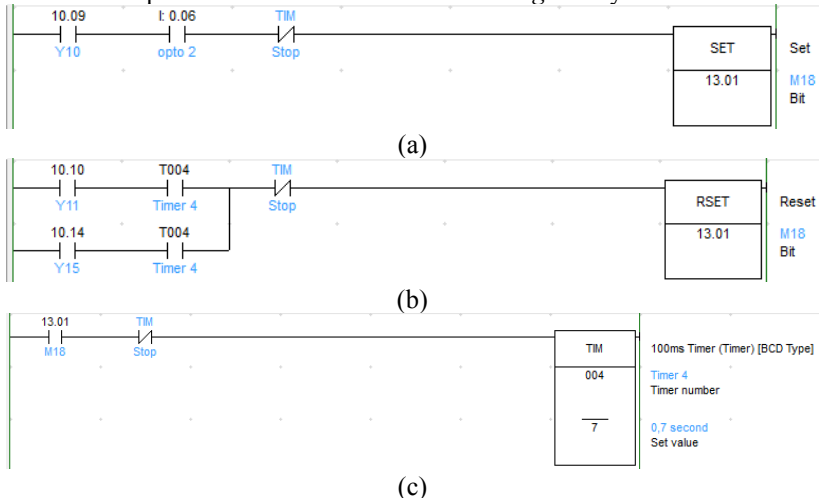 10.09 I: 0.06 TIM
Y10 opto 2 Stop
SET Set
13.01 M18
Bit
(a)
10.10 T004 TIM
Y11 Timer 4 Stop
RSET Reset
10.14 T004 13.01 M18
Y15 Timer 4 Bit
(b)
13.01 TIM
M18 Stop
TIM 100ms Timer (Timer) [BCD Type]
004 Timer 4
Timer number
7 0,7 second
Set value
(c)